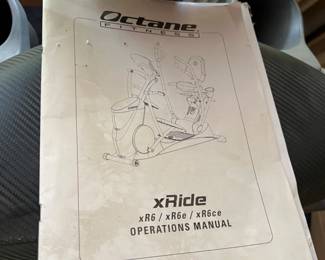 OCTANE
FITNESS
xRide
xR6 / xR6e / xR6ce
OPERATIONS MANUAL